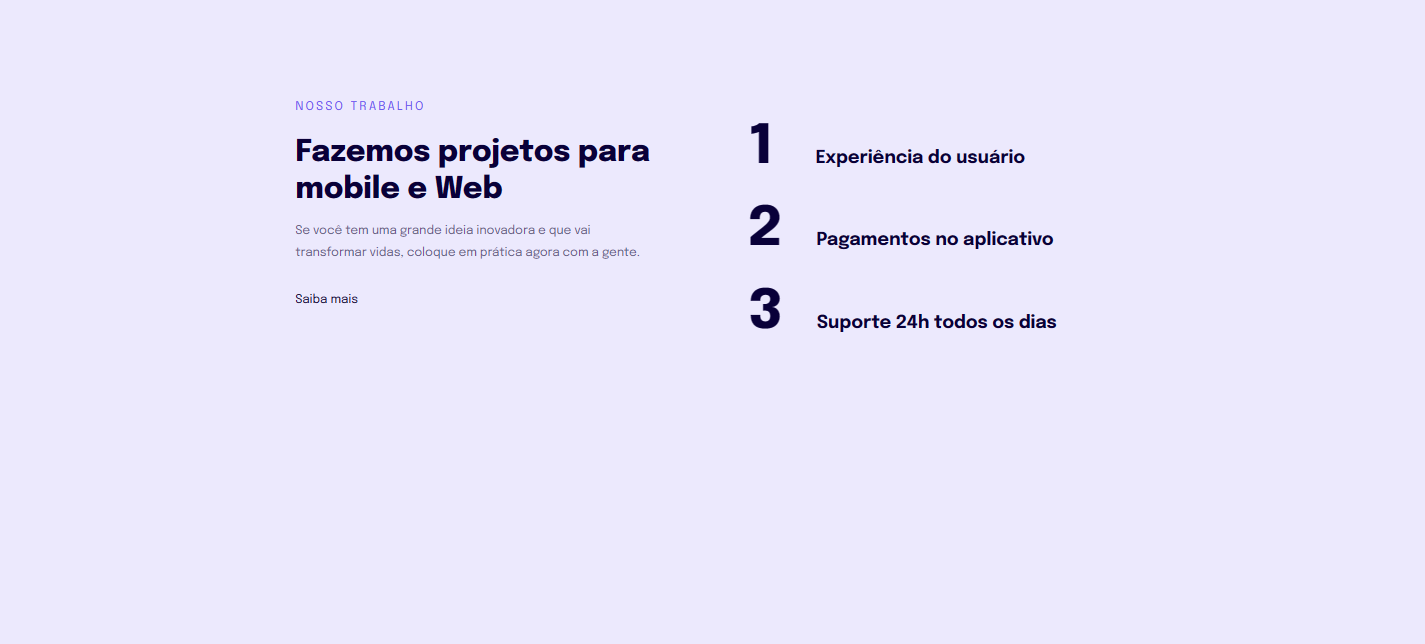 NOSSO TRABALHO
Fazemos projetos para
mobile e Web
Se você tem uma grande ideia inovadora e que vai
transformar vidas, coloque em prática agora com a gente.
Saiba mais
1 Experiência do usuário
2 Pagamentos no aplicativo
3 Suporte 24h todos os dias